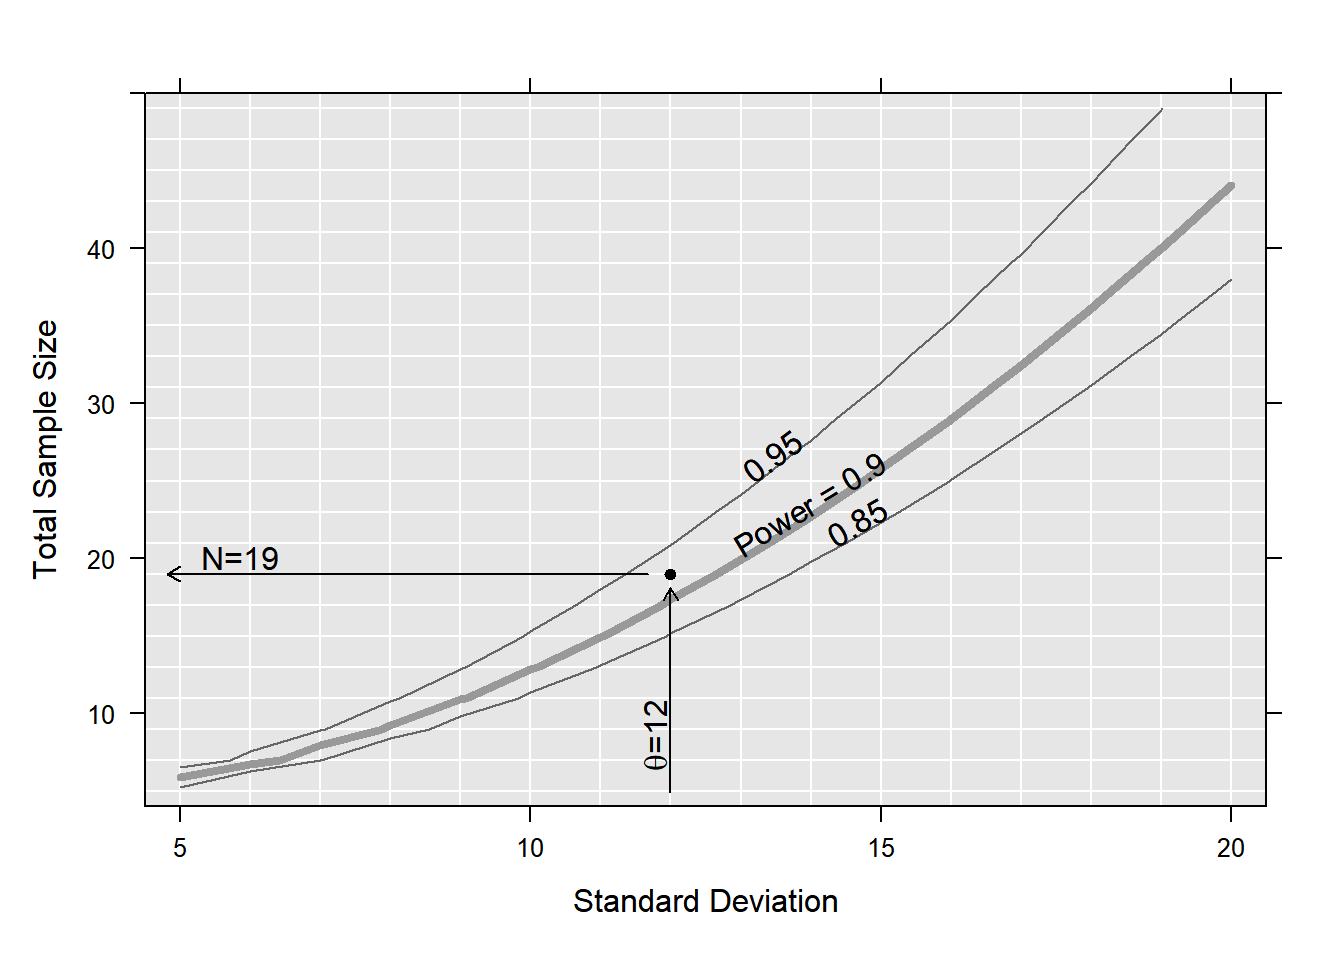 Total Sample Size
40
30
20
10
0.95
Power = 0.9
0.85
N=19
θ=12
5
10
15
20
Standard Deviation